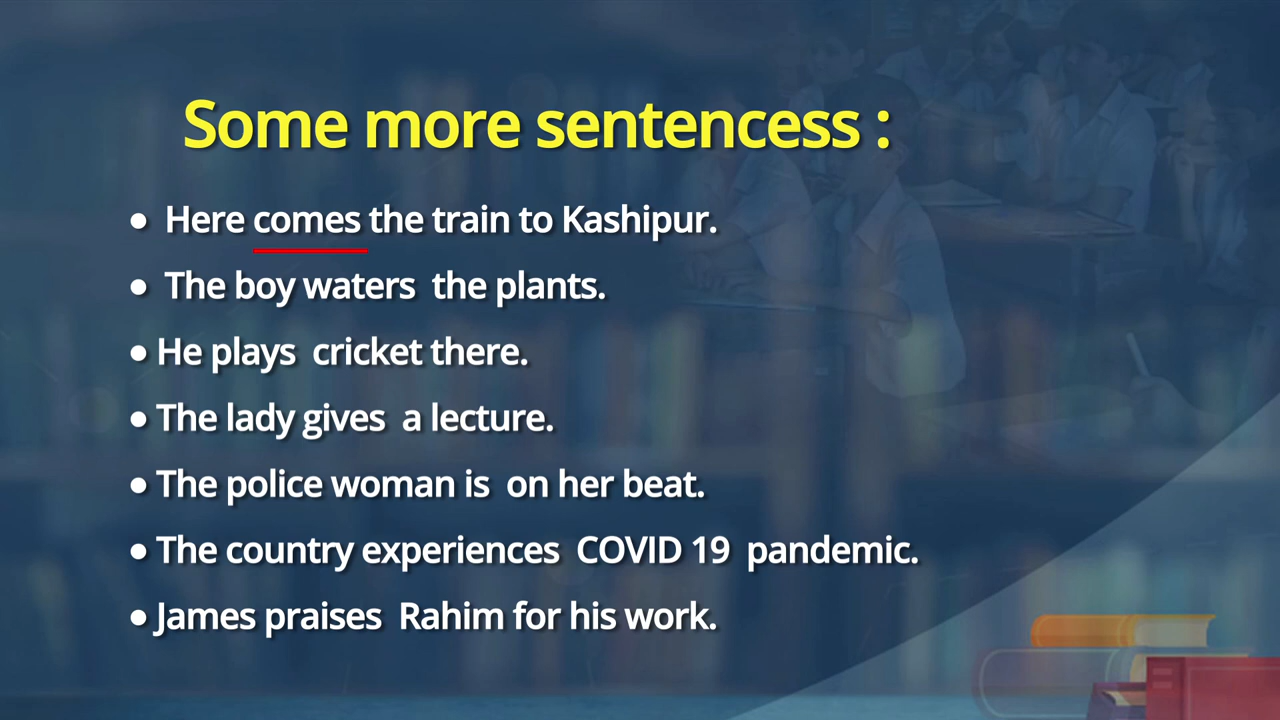 Some more sentencess :
● Here comes the train to Kashipur.
● The boy waters the plants.
● He plays cricket there.
● The lady gives a lecture.
● The police woman is on her beat.
● The country experiences COVID 19 pandemic.
● James praises Rahim for his work.